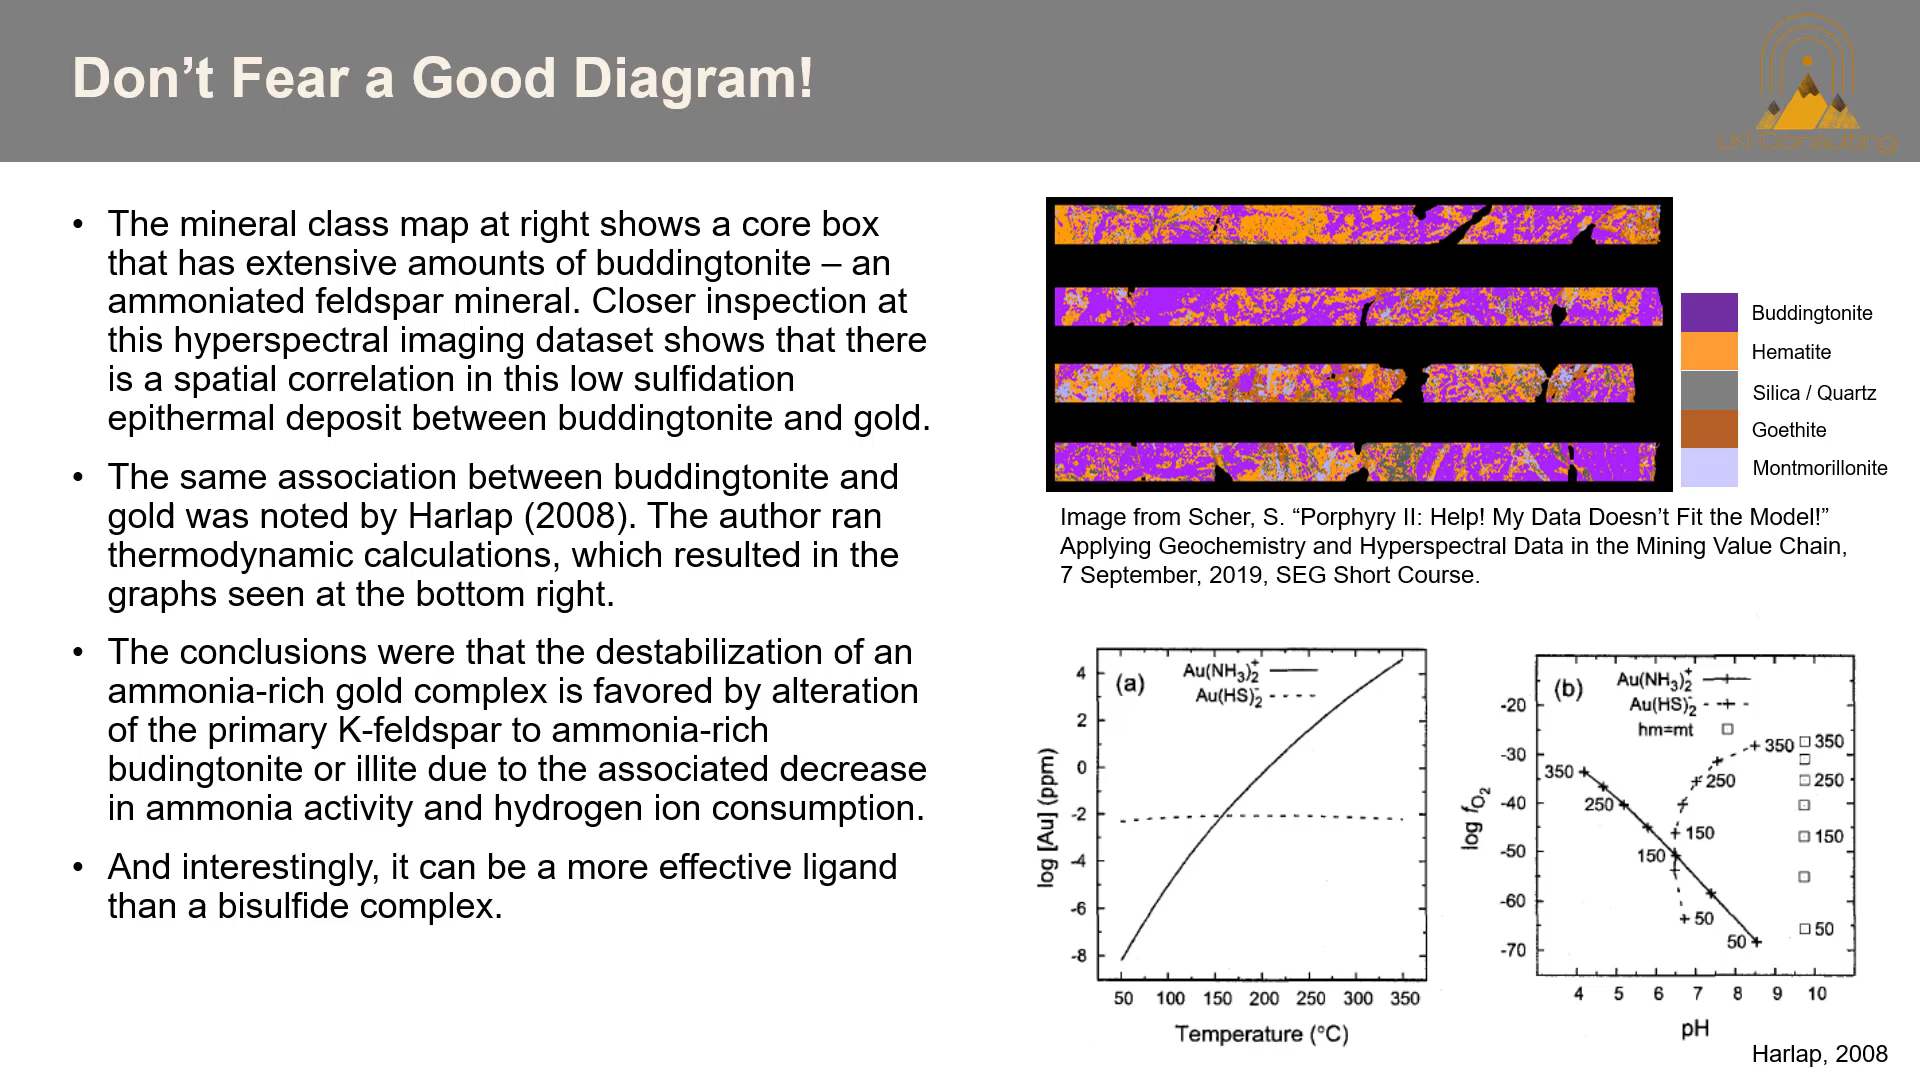 Don’t Fear a Good Diagram!
LKI Consulting
• The mineral class map at right shows a core box
that has extensive amounts of buddingtonite – an
ammoniated feldspar mineral. Closer inspection at
this hyperspectral imaging dataset shows that there
is a spatial correlation in this low sulfidation
epithermal deposit between buddingtonite and gold.
• The same association between buddingtonite and
gold was noted by Harlap (2008). The author ran
thermodynamic calculations, which resulted in the
graphs seen at the bottom right.
• The conclusions were that the destabilization of an
ammonia-rich gold complex is favored by alteration
of the primary K-feldspar to ammonia-rich
budingtonite or illite due to the associated decrease
in ammonia activity and hydrogen ion consumption.
• And interestingly, it can be a more effective ligand
than a bisulfide complex.
Buddingtonite
Hematite
Silica / Quartz
Goethite
Montmorillonite
Image from Scher, S. “Porphyry II: Help! My Data Doesn’t Fit the Model!”
Applying Geochemistry and Hyperspectral Data in the Mining Value Chain,
7 September, 2019, SEG Short Course.
(a)
Au(NH₃)₂⁺
Au(HS)₂⁻
4
2
0
-2
-4
-6
-8
log [Au] (ppm)
50 100 150 200 250 300 350
Temperature (°C)
(b)
Au(NH₃)₂⁺
Au(HS)₂⁻
hm=mt
-20
-30
-40
-50
-60
-70
log fO₂
350
250
150
50
350
250
150
50
350
250
150
50
4 5 6 7 8 9 10
pH
Harlap, 2008